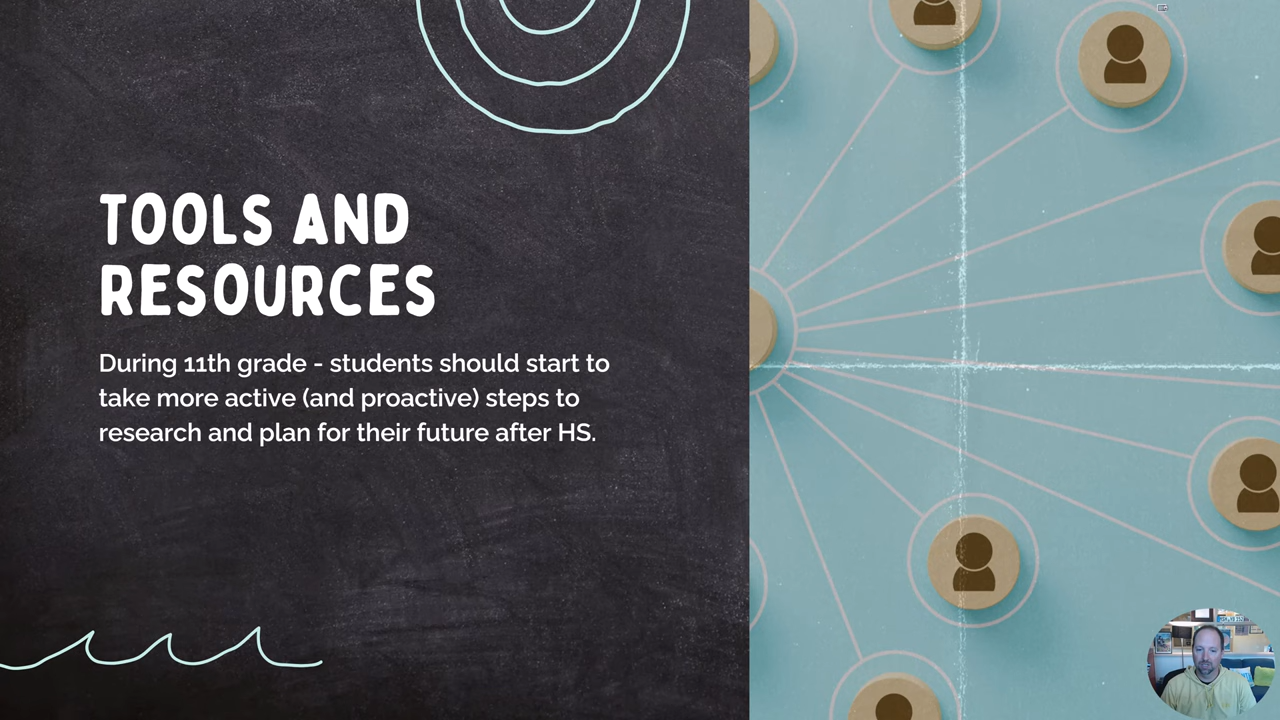 TOOLS AND
RESOURCES
During 11th grade - students should start to
take more active (and proactive) steps to
research and plan for their future after HS.